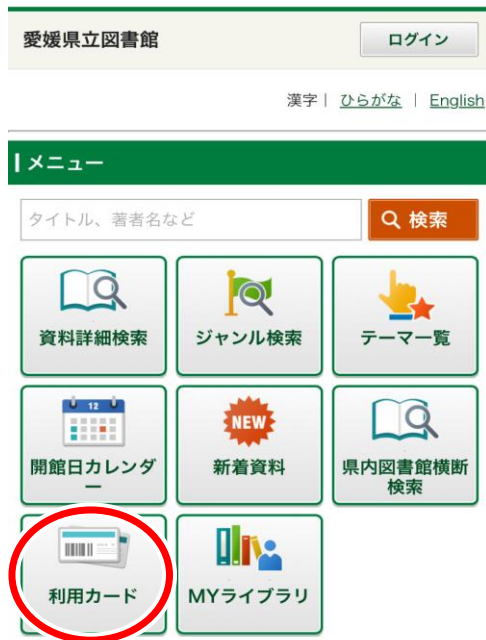 愛媛県立図書館
ログイン
漢字 | ひらがな | English
メニュー
タイトル、著者名など
検索
資料詳細検索
ジャンル検索
テーマ一覧
12
NEW
開館日カレンダ
ー
新着資料
県内図書館横断
検索
利用カード
MYライブラリ